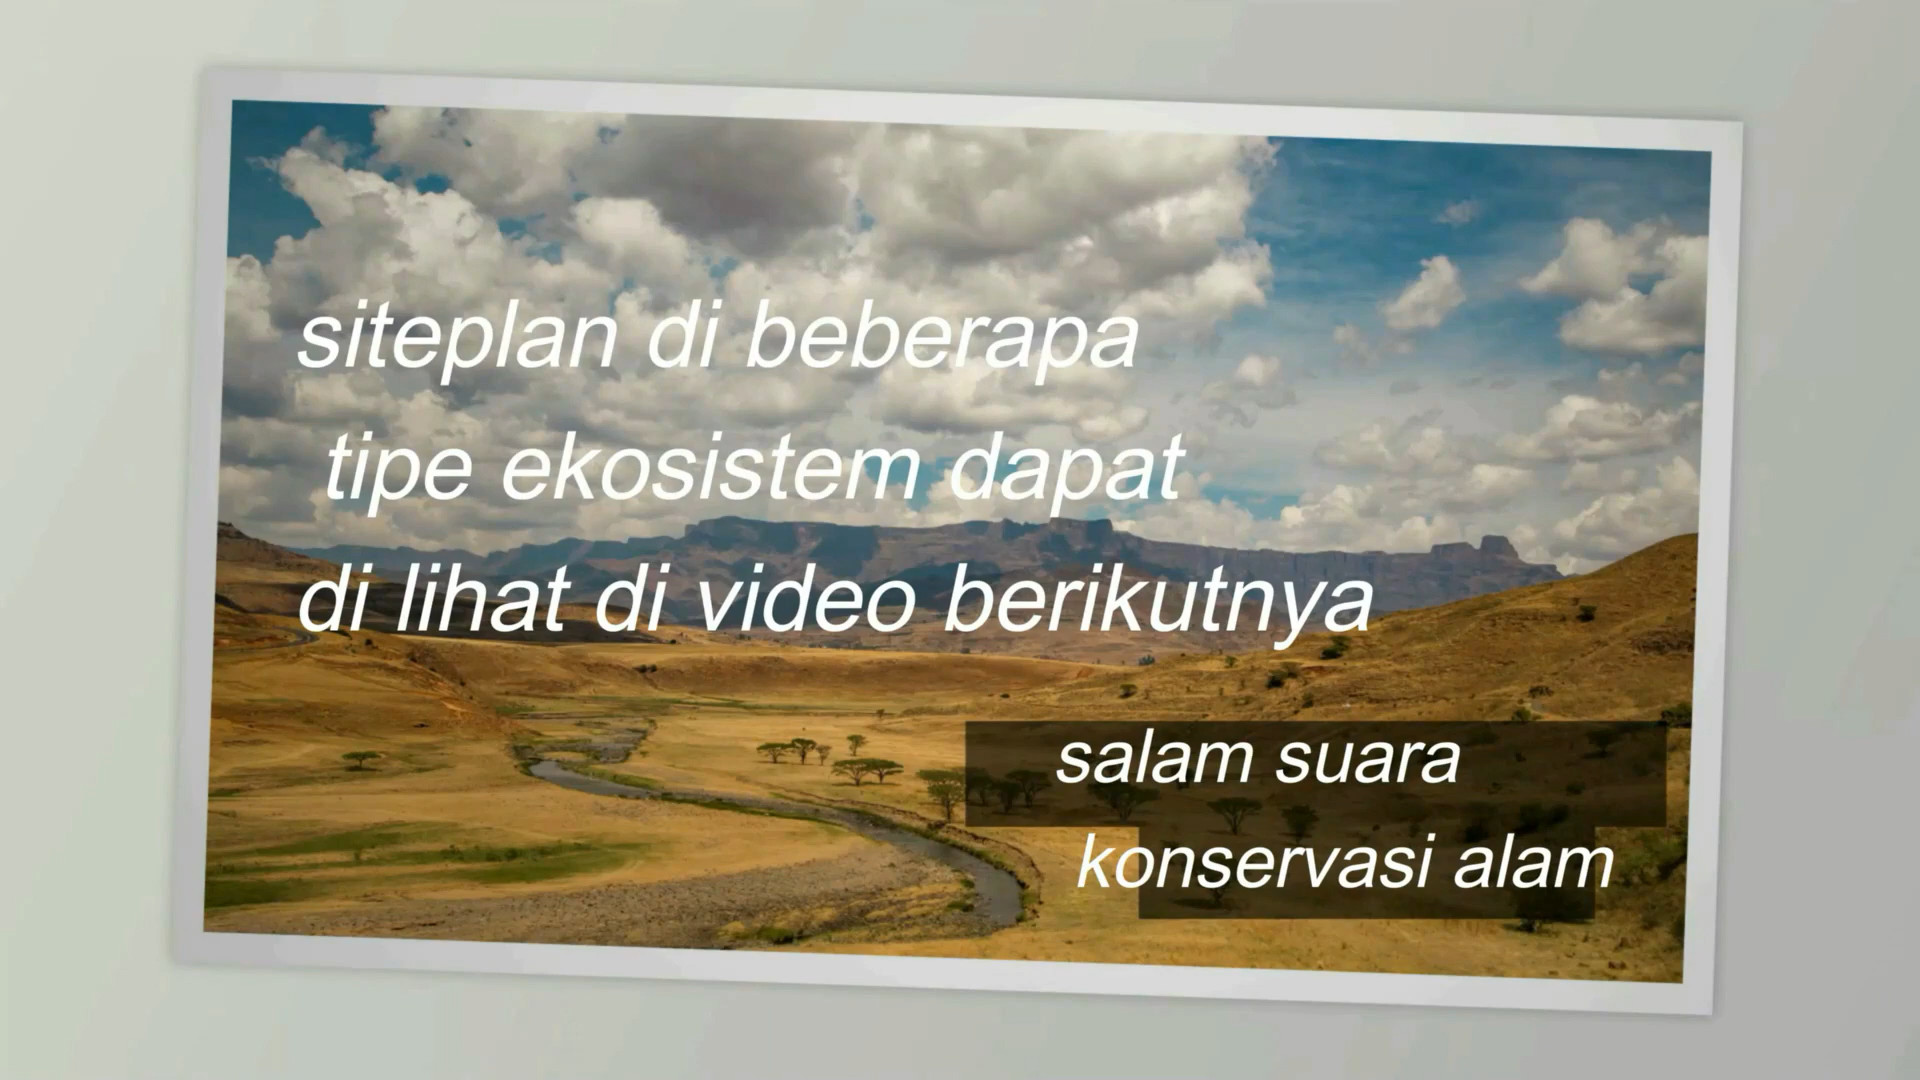 siteplan di beberapa
tipe ekosistem dapat
di lihat di video berikutnya
salam suara
konservasi alam